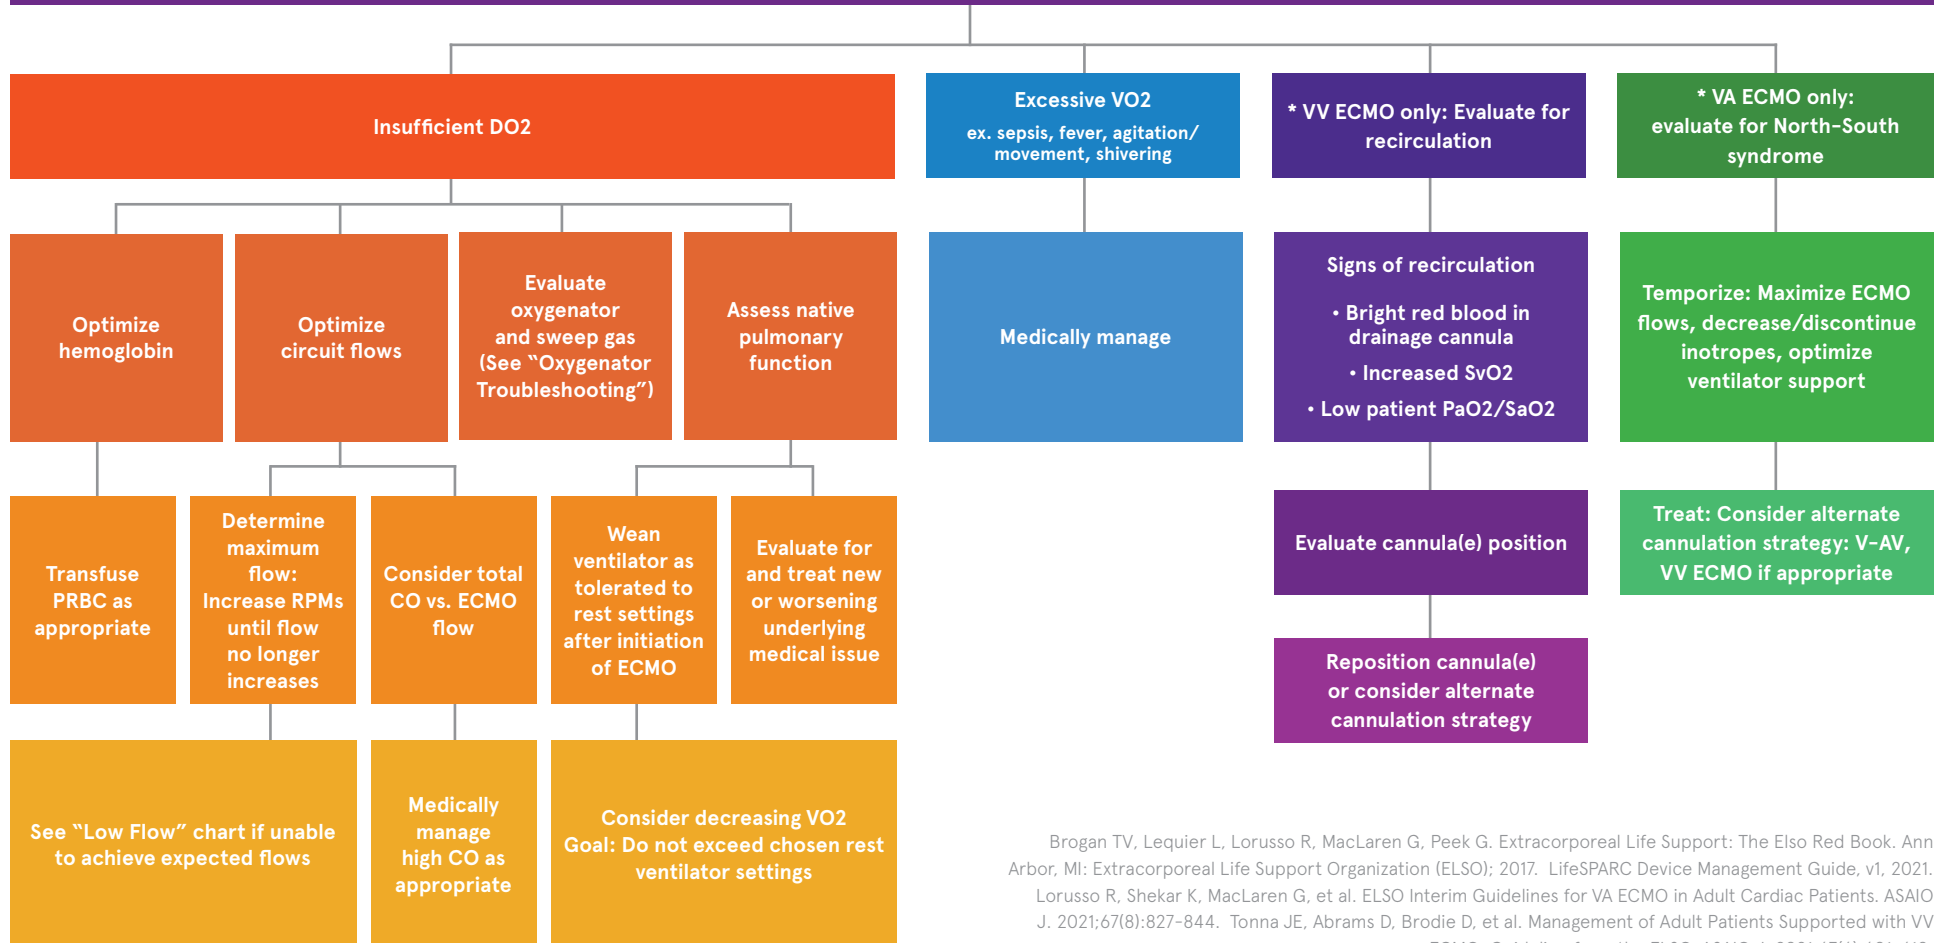 Insufficient DO2
Excessive VO2
ex. sepsis, fever, agitation/
movement, shivering
* VV ECMO only: Evaluate for
recirculation
* VA ECMO only:
evaluate for North-South
syndrome
Optimize
hemoglobin
Optimize
circuit flows
Evaluate
oxygenator
and sweep gas
(See “Oxygenator
Troubleshooting”)
Assess native
pulmonary
function
Medically manage
Signs of recirculation
• Bright red blood in
drainage cannula
• Increased SvO2
• Low patient PaO2/SaO2
Temporize: Maximize ECMO
flows, decrease/discontinue
inotropes, optimize
ventilator support
Transfuse
PRBC as
appropriate
Determine
maximum
flow:
Increase RPMs
until flow
no longer
increases
Consider total
CO vs. ECMO
flow
Wean
ventilator as
tolerated to
rest settings
after initiation
of ECMO
Evaluate for
and treat new
or worsening
underlying
medical issue
Evaluate cannula(e) position
Treat: Consider alternate
cannulation strategy: V-AV,
VV ECMO if appropriate
Reposition cannula(e)
or consider alternate
cannulation strategy
See “Low Flow” chart if unable
to achieve expected flows
Medically
manage
high CO as
appropriate
Consider decreasing VO2
Goal: Do not exceed chosen rest
ventilator settings
Brogan TV, Lequier L, Lorusso R, MacLaren G, Peek G. Extracorporeal Life Support: The Elso Red Book. Ann
Arbor, MI: Extracorporeal Life Support Organization (ELSO); 2017. LifeSPARC Device Management Guide, v1, 2021.
Lorusso R, Shekar K, MacLaren G, et al. ELSO Interim Guidelines for VA ECMO in Adult Cardiac Patients. ASAIO
J. 2021;67(8):827-844. Tonna JE, Abrams D, Brodie D, et al. Management of Adult Patients Supported with VV